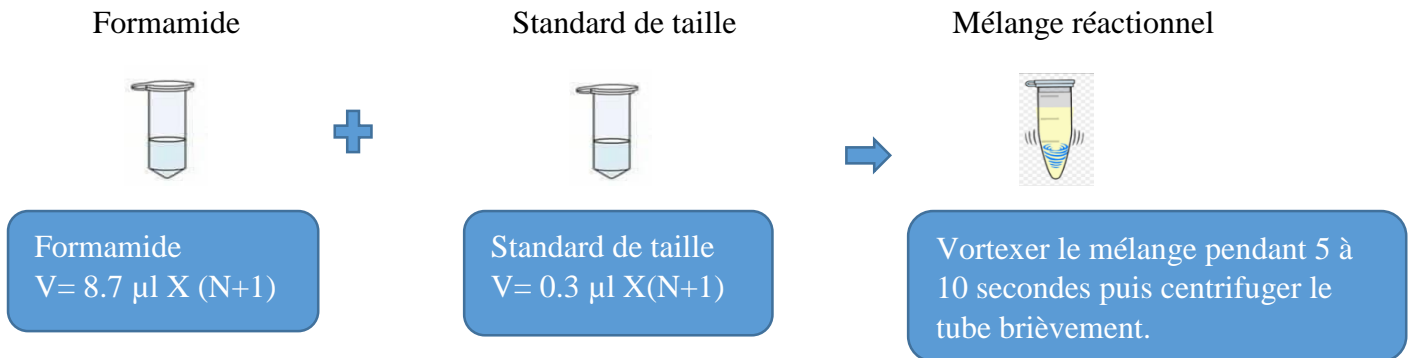 Formamide
Standard de taille
Mélange réactionnel
Formamide
V= 8.7 µl X (N+1)
Standard de taille
V= 0.3 µl X(N+1)
Vortexer le mélange pendant 5 à
10 secondes puis centrifuger le
tube brièvement.